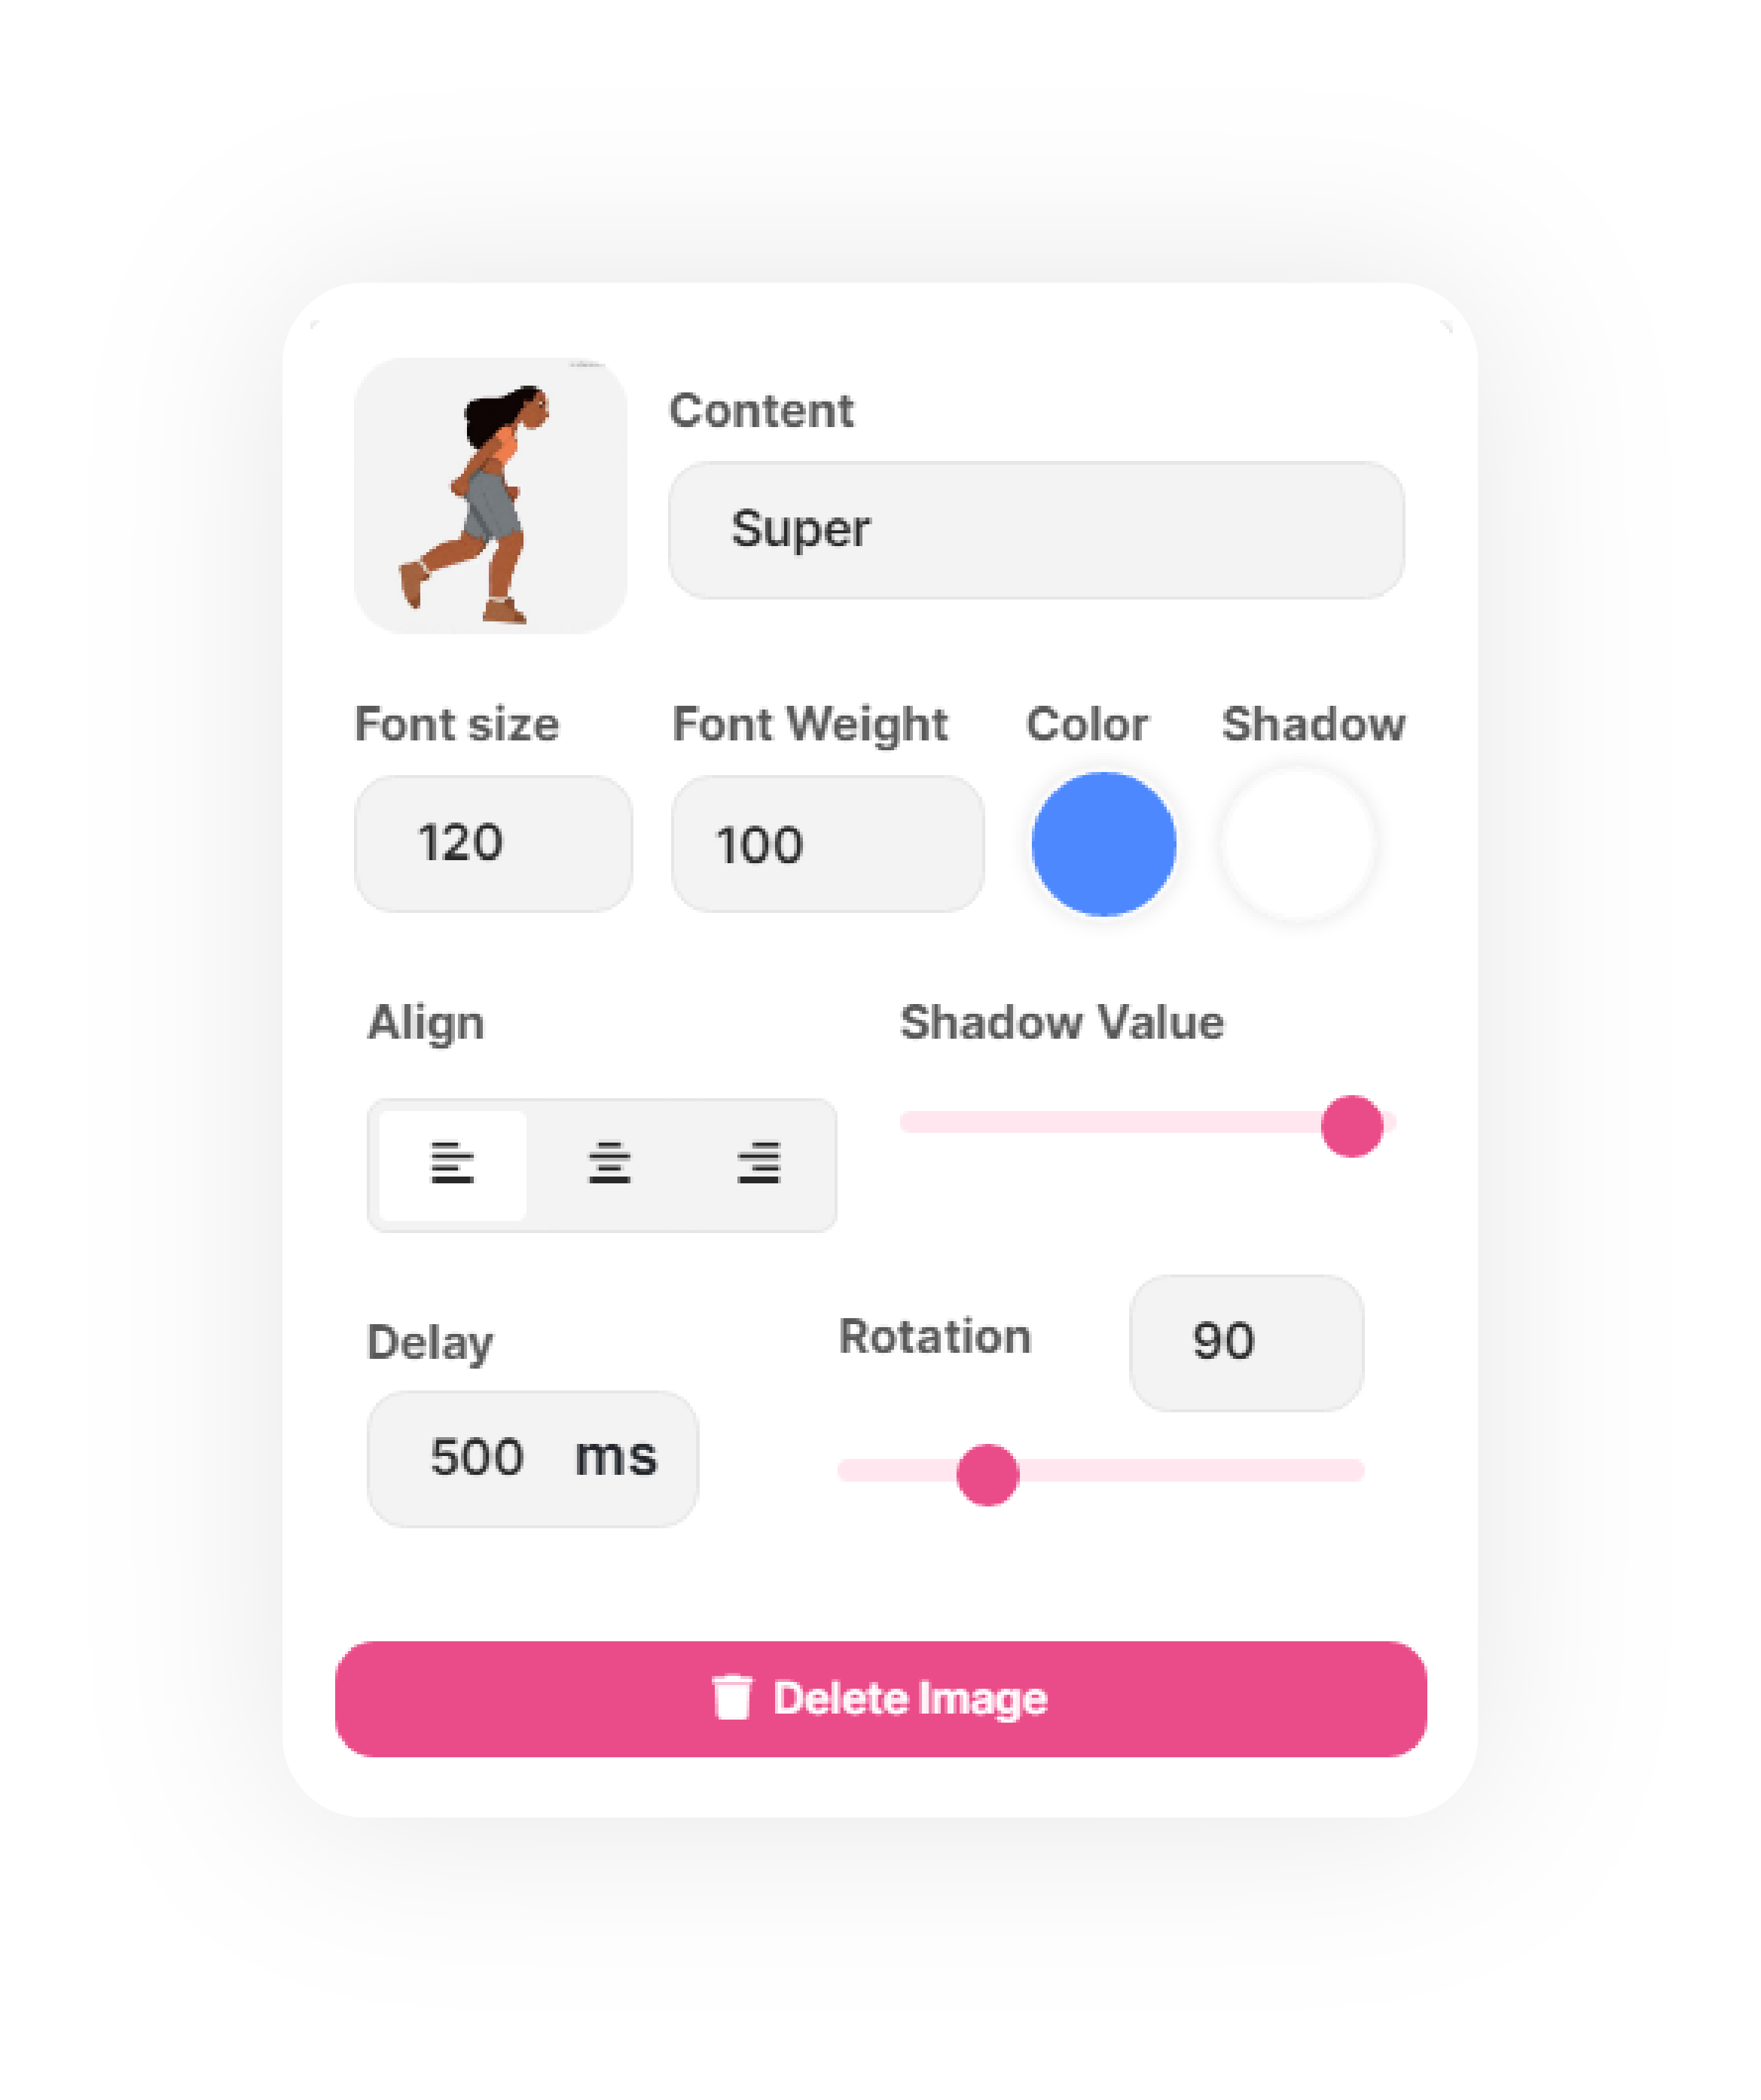 Content
Super
Font size
Font Weight
Color
Shadow
120
100
Align
Shadow Value
Delay
Rotation
90
500 ms
Delete Image